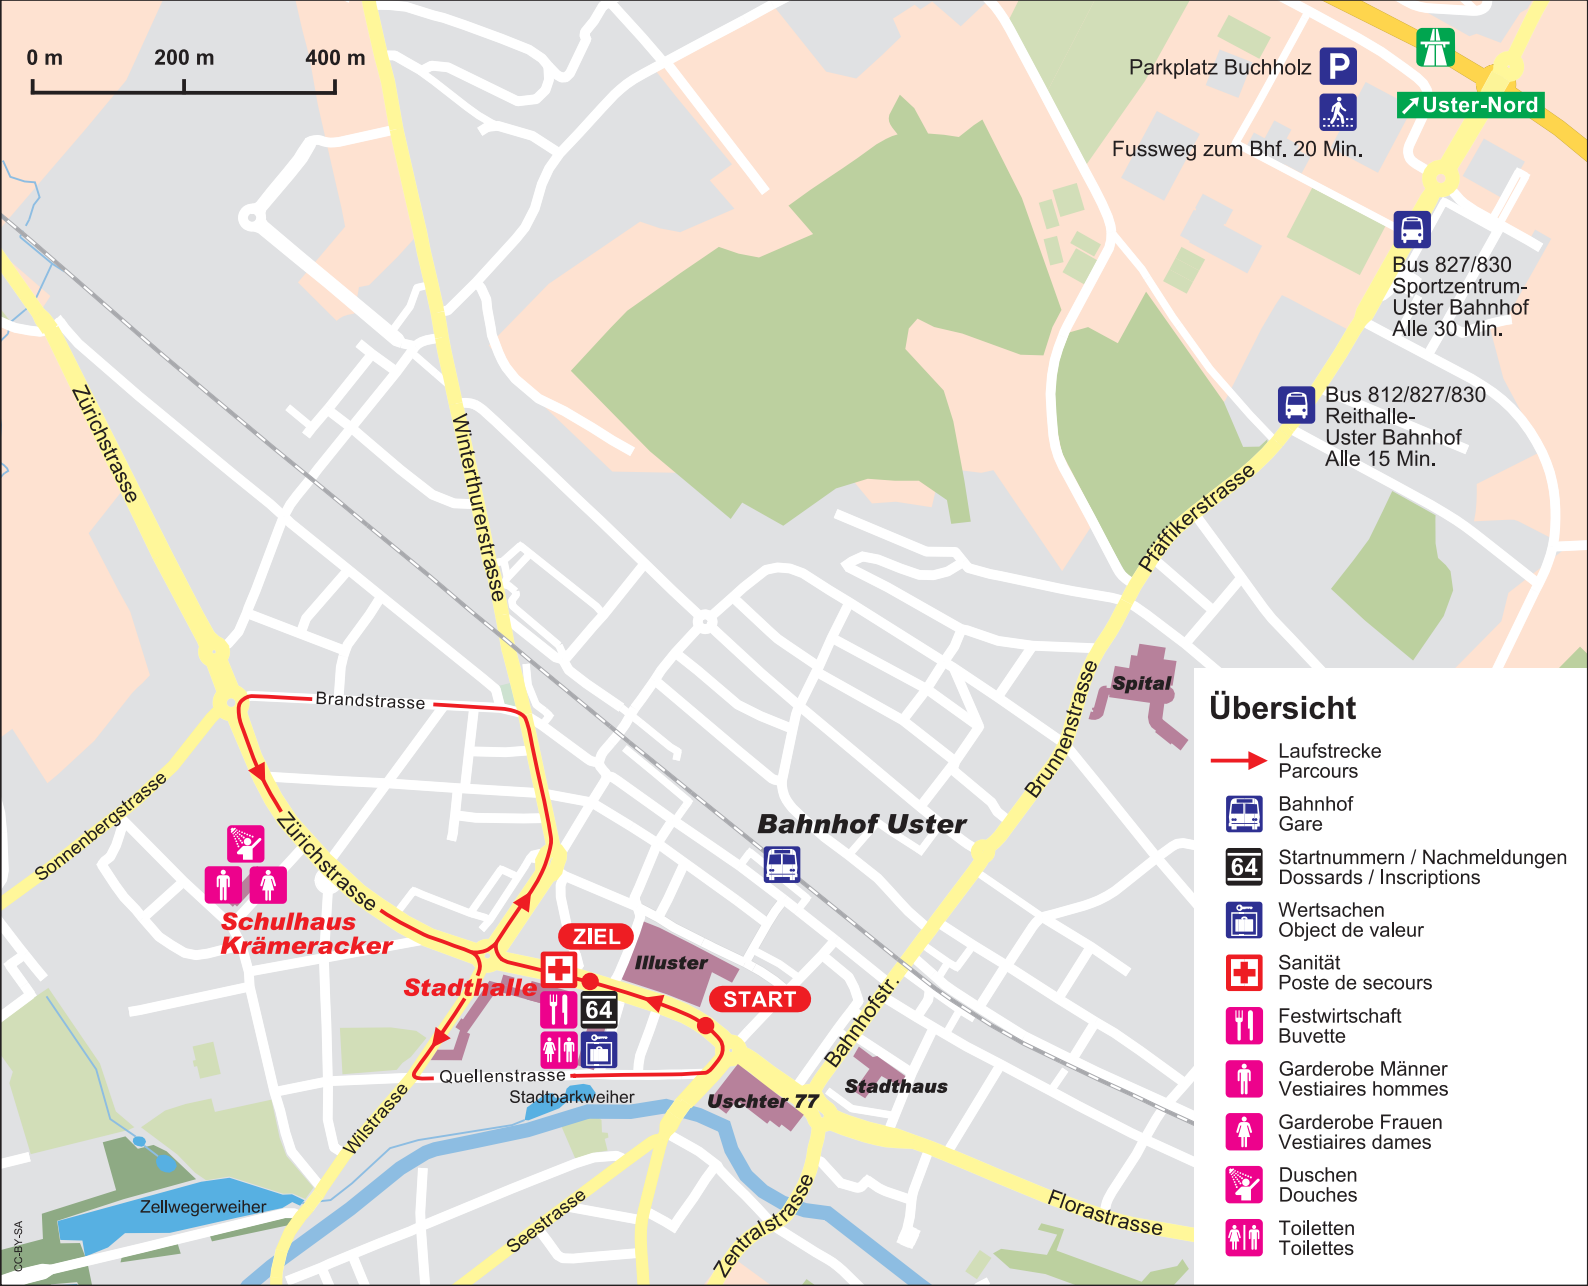 0 m 200 m 400 m
Parkplatz Buchholz P
Fussweg zum Bhf. 20 Min.
Uster-Nord
Bus 827/830
Sportzentrum-
Uster Bahnhof
Alle 30 Min.
Bus 812/827/830
Reithalle-
Uster Bahnhof
Alle 15 Min.
Zürichstrasse
Winterthurerstrasse
Pfäffikerstrasse
Brunnenstrasse
Spital
Brandstrasse
Sonnenbergstrasse
Zürichstrasse
Bahnhof Uster
Schulhaus
Krämeracker
ZIEL
Illuster
Stadthalle
START
64
Bahnhofstr.
Quellenstrasse
Stadtparkweiher
Stadthaus
Uschter 77
Wilstrasse
Zellwegerweiher
Seestrasse
Zentralstrasse
Florastrasse
CC-BY-SA
Übersicht
Laufstrecke
Parcours
Bahnhof
Gare
64
Startnummern / Nachmeldungen
Dossards / Inscriptions
Wertsachen
Object de valeur
Sanität
Poste de secours
Festwirtschaft
Buvette
Garderobe Männer
Vestiaires hommes
Garderobe Frauen
Vestiaires dames
Duschen
Douches
Toiletten
Toilettes